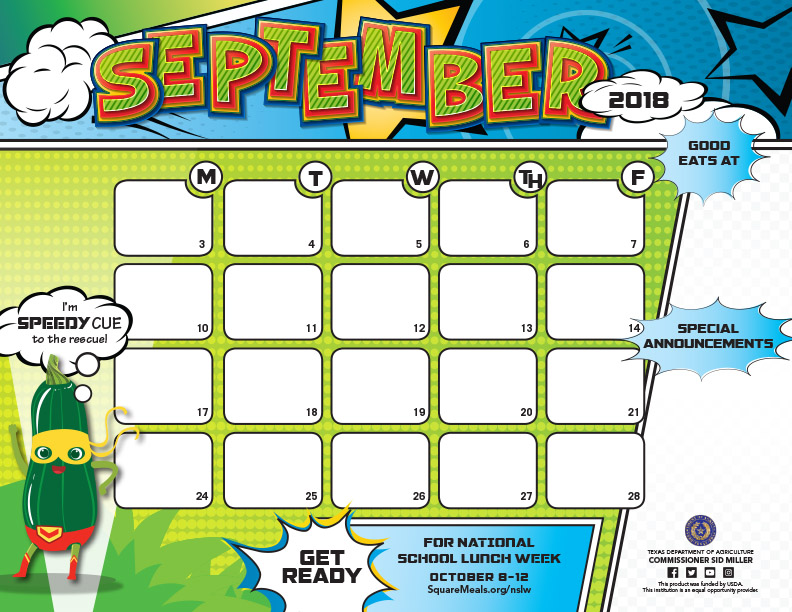 SEPTEMBER
2018
GOOD
EATS AT
M T W TH F
3 4 5 6 7
10 11 12 13 14
I'm
SPEEDY CUE
to the rescue!
SPECIAL
ANNOUNCEMENTS
17 18 19 20 21
24 25 26 27 28
GET
READY
FOR NATIONAL
SCHOOL LUNCH WEEK
OCTOBER 8-12
SquareMeals.org/nslw
TEXAS DEPARTMENT OF AGRICULTURE
COMMISSIONER SID MILLER
This product was funded by USDA.
This institution is an equal opportunity provider.